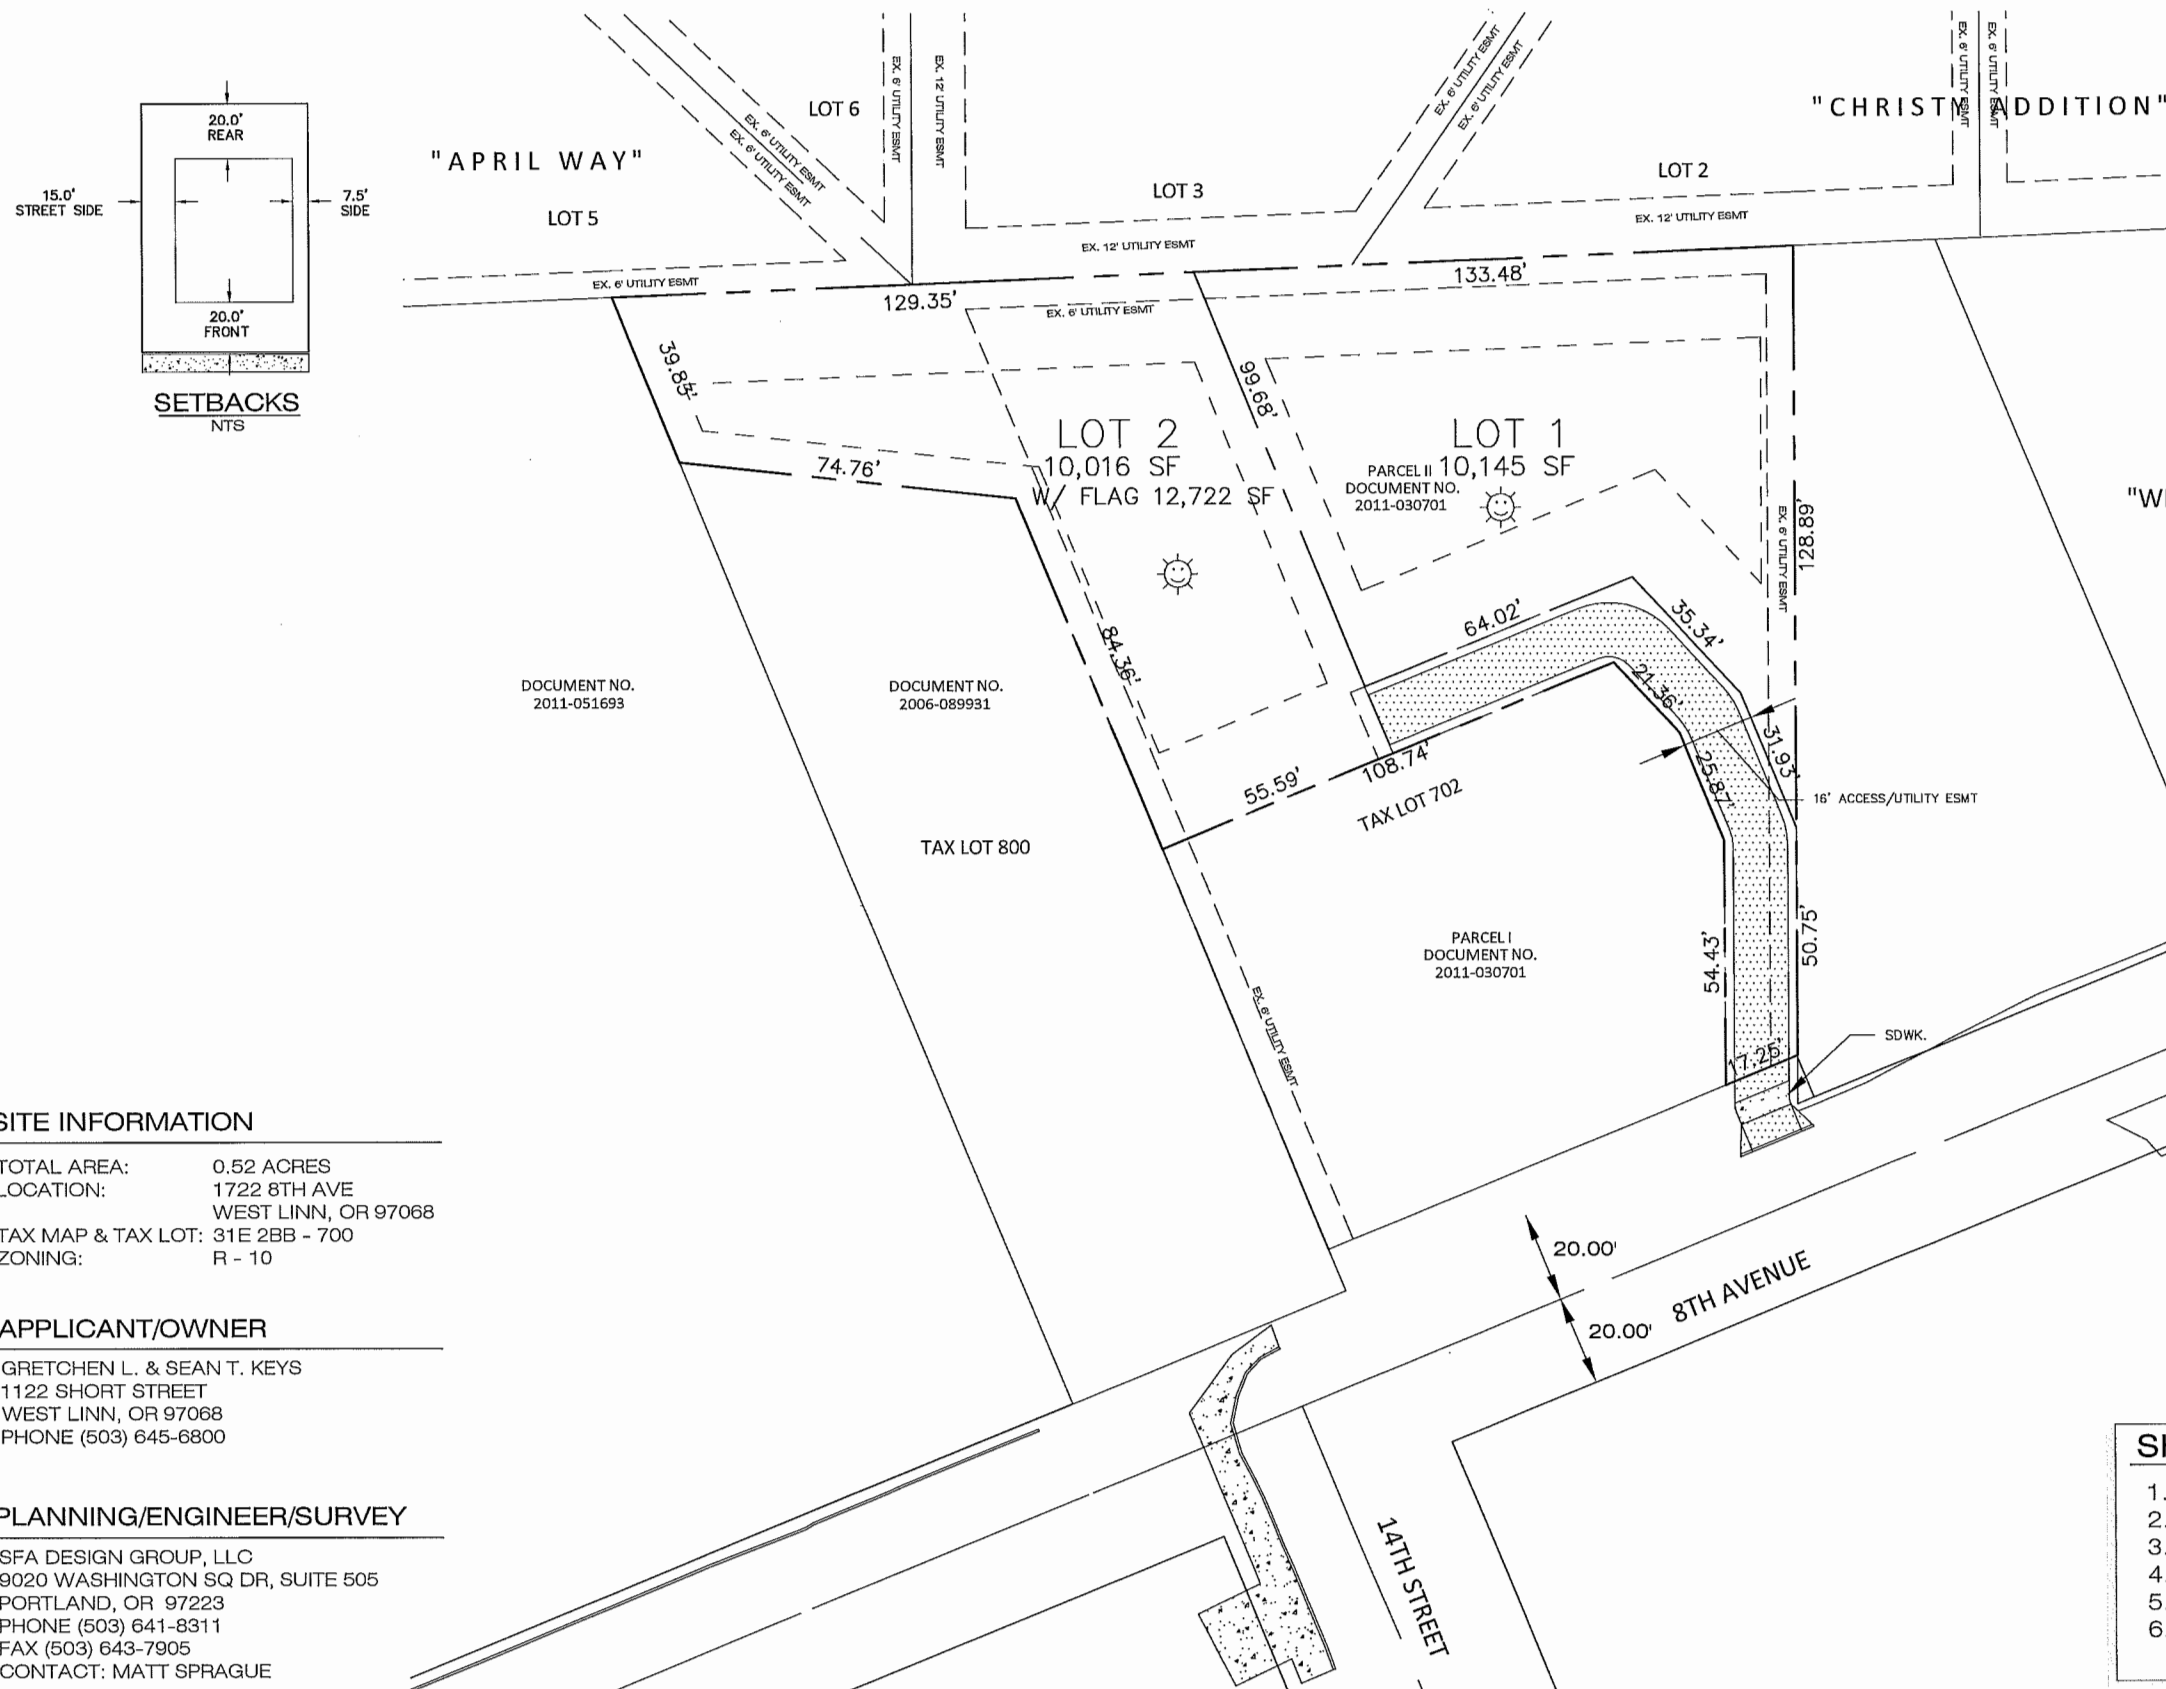 20.0'
REAR
15.0'
STREET SIDE
7.5'
SIDE
20.0'
FRONT
SETBACKS
NTS
"APRIL WAY"
LOT 5
LOT 6
EX. 6' UTILITY ESMT
EX. 6' UTILITY ESMT
EX. 6' UTILITY ESMT
EX. 12' UTILITY ESMT
EX. 6' UTILITY ESMT
LOT 3
EX. 12' UTILITY ESMT
EX. 6' UTILITY ESMT
EX. 6' UTILITY ESMT
LOT 2
EX. 12' UTILITY ESMT
EX. 6' UTILITY ESMT
EX. 6' UTILITY ESMT
"CHRISTY ADDITION"
129.35'
133.48'
EX. 6' UTILITY ESMT
39.85'
74.76'
99.68'
LOT 2
10,016 SF
W/ FLAG 12,722 SF
LOT 1
PARCEL II 10,145 SF
DOCUMENT NO.
2011-030701
EX. 6' UTILITY ESMT
128.89'
"WI
64.02'
35.34'
84.36'
21.36'
31.93'
25.87'
16' ACCESS/UTILITY ESMT
55.59'
108.74'
TAX LOT 702
DOCUMENT NO.
2011-051693
DOCUMENT NO.
2006-089931
TAX LOT 800
PARCEL I
DOCUMENT NO.
2011-030701
54.43'
50.75'
17.25'
SDWK.
EX. 6' UTILITY ESMT
20.00'
20.00'
8TH AVENUE
14TH STREET
SITE INFORMATION
TOTAL AREA: 0.52 ACRES
LOCATION: 1722 8TH AVE
WEST LINN, OR 97068
TAX MAP & TAX LOT: 31E 2BB - 700
ZONING: R - 10
APPLICANT/OWNER
GRETCHEN L. & SEAN T. KEYS
1122 SHORT STREET
WEST LINN, OR 97068
PHONE (503) 645-6800
PLANNING/ENGINEER/SURVEY
SFA DESIGN GROUP, LLC
9020 WASHINGTON SQ DR, SUITE 505
PORTLAND, OR 97223
PHONE (503) 641-8311
FAX (503) 643-7905
CONTACT: MATT SPRAGUE
SH
1.
2.
3.
4.
5.
6.